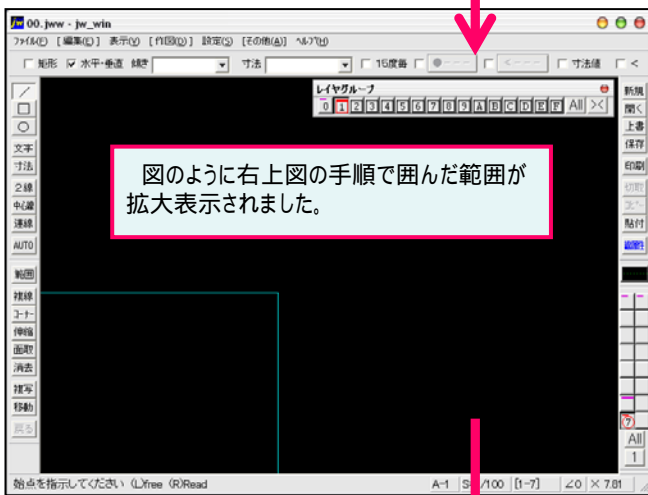 00.jww - jw_win
ファイル(F) [編集(E)] 表示(V) [作図(D)] 設定(S) [その他(A)] ヘルプ(H)
矩形 水平・垂直 傾き 寸法 15度毎 ●--- <--- 寸法値 <
レイヤグループ
0 1 2 3 4 5 6 7 8 9 A B C D E F All ><
図のように右上図の手順で囲んだ範囲が
拡大表示されました。
文字
寸法
2線
中心線
連線
AUTO
範囲
複線
コーナー
伸縮
面取
消去
複写
移動
戻る
新規
開く
上書
保存
印刷
切取
コピー
貼付
線属性
7
All
1
始点を指示してください (L)free (R)Read A-1 /100 [1-7] ∠0 × 7.81